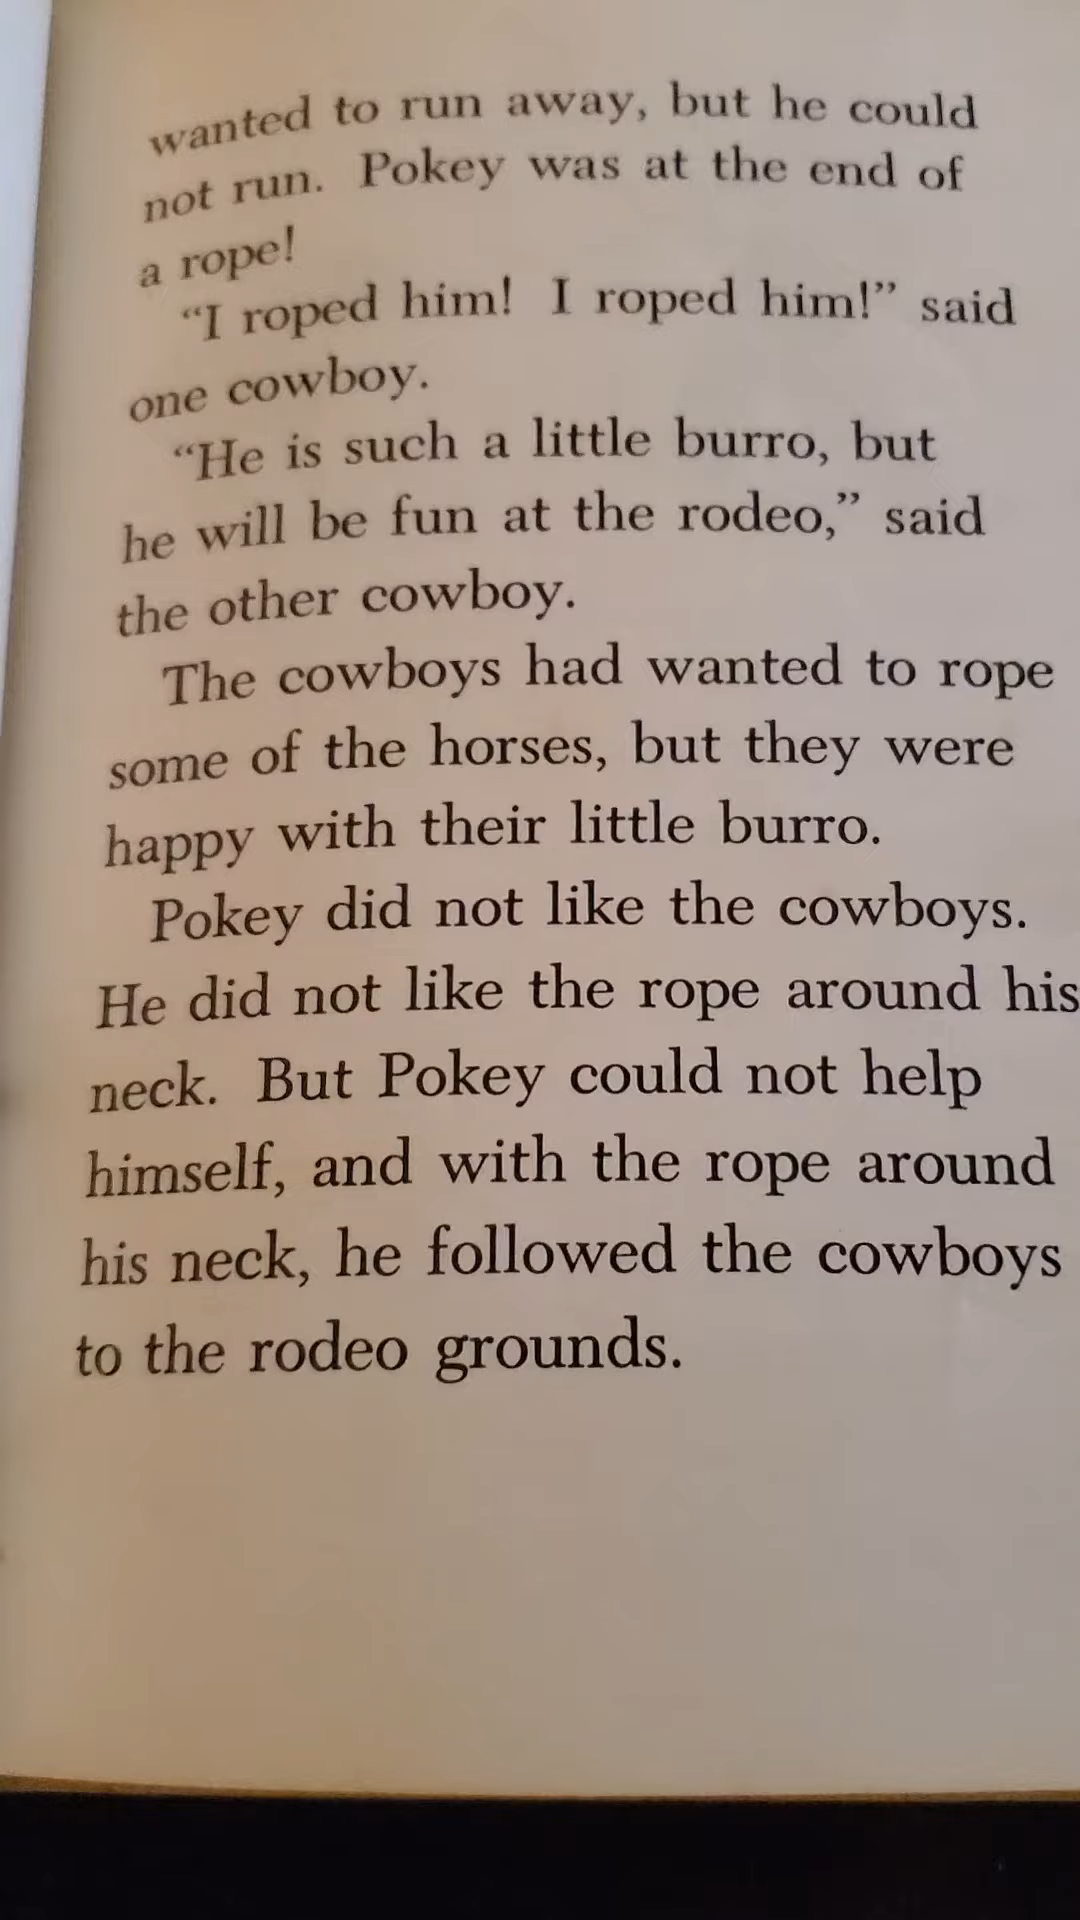 wanted to run away, but he could
not run. Pokey was at the end of
a rope!
“I roped him! I roped him!” said
one cowboy.
“He is such a little burro, but
he will be fun at the rodeo,” said
the other cowboy.
The cowboys had wanted to rope
some of the horses, but they were
happy with their little burro.
Pokey did not like the cowboys.
He did not like the rope around his
neck. But Pokey could not help
himself, and with the rope around
his neck, he followed the cowboys
to the rodeo grounds.